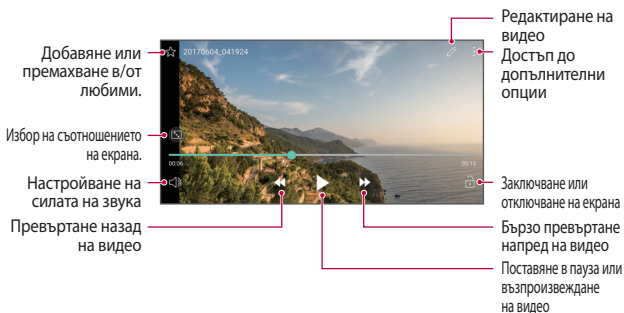 Добавяне или
премахване в/от
любими.
Избор на съотношението
на екрана.
Настройване на
силата на звука
Превъртане назад
на видео
20170604_041924
00:06
00:15
Редактиране на
видео
Достъп до
допълнителни
опции
Заключване или
отключване на екрана
Бързо превъртане
напред на видео
Поставяне в пауза или
възпроизвеждане
на видео